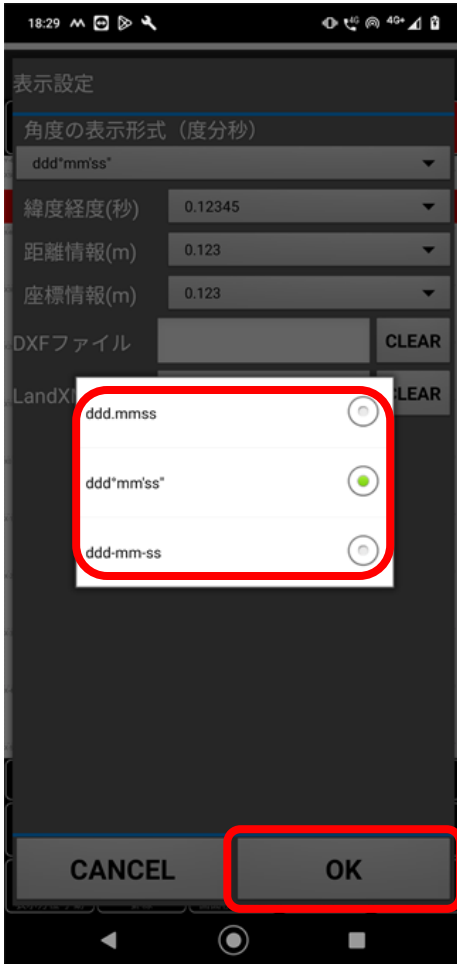 18:29 4G 4G+
表示設定
角度の表示形式（度分秒）
ddd°mm'ss"
緯度経度(秒) 0.12345
距離情報(m) 0.123
座標情報(m) 0.123
DXFファイル CLEAR
LandX CLEAR
ddd.mmss
ddd°mm'ss"
ddd-mm-ss
CANCEL OK